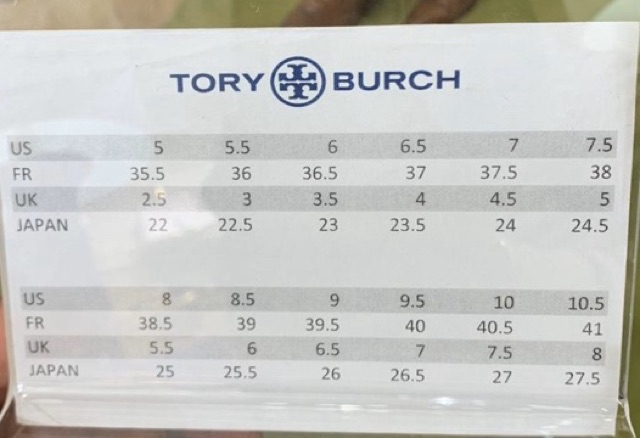 TORY BURCH
US 5 5.5 6 6.5 7 7.5
FR 35.5 36 36.5 37 37.5 38
UK 2.5 3 3.5 4 4.5 5
JAPAN 22 22.5 23 23.5 24 24.5
US 8 8.5 9 9.5 10 10.5
FR 38.5 39 39.5 40 40.5 41
UK 5.5 6 6.5 7 7.5 8
JAPAN 25 25.5 26 26.5 27 27.5